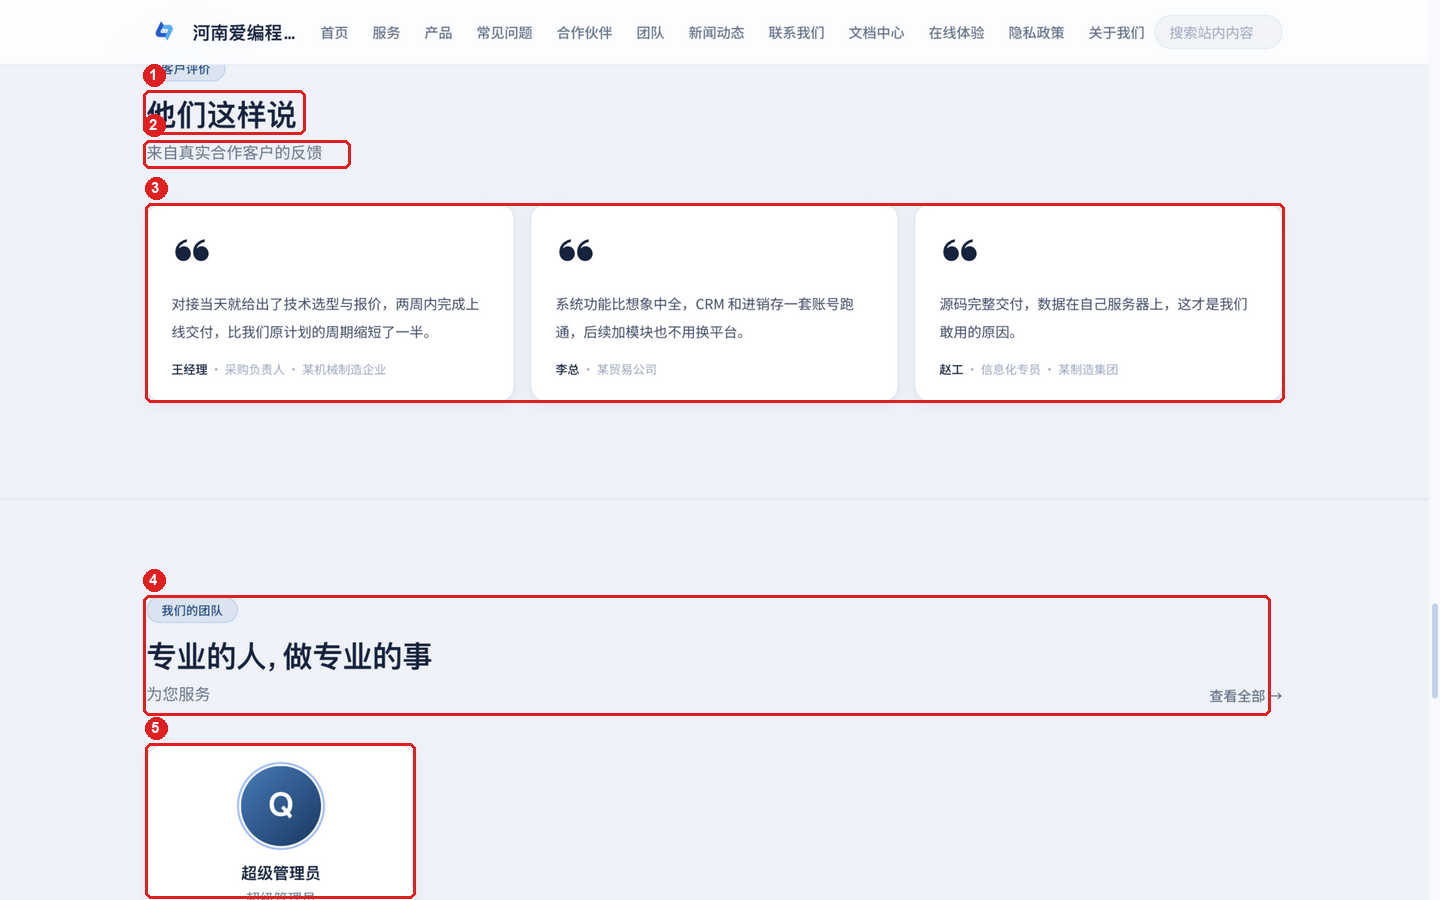 河南爱编程... 首页 服务 产品 常见问题 合作伙伴 团队 新闻动态 联系我们 文档中心 在线体验 隐私政策 关于我们 搜索站内内容
1 客户评价
他们这样说
2
来自真实合作客户的反馈
3
对接当天就给出了技术选型与报价，两周内完成上
线交付，比我们原计划的周期缩短了一半。
王经理 · 采购负责人 · 某机械制造企业
系统功能比想象中全，CRM 和进销存一套账号跑
通，后续加模块也不用换平台。
李总 · 某贸易公司
源码完整交付，数据在自己服务器上，这才是我们
敢用的原因。
赵工 · 信息化专员 · 某制造集团
4
我们的团队
专业的人，做专业的事
为您服务
查看全部 →
5
Q
超级管理员
超级管理员